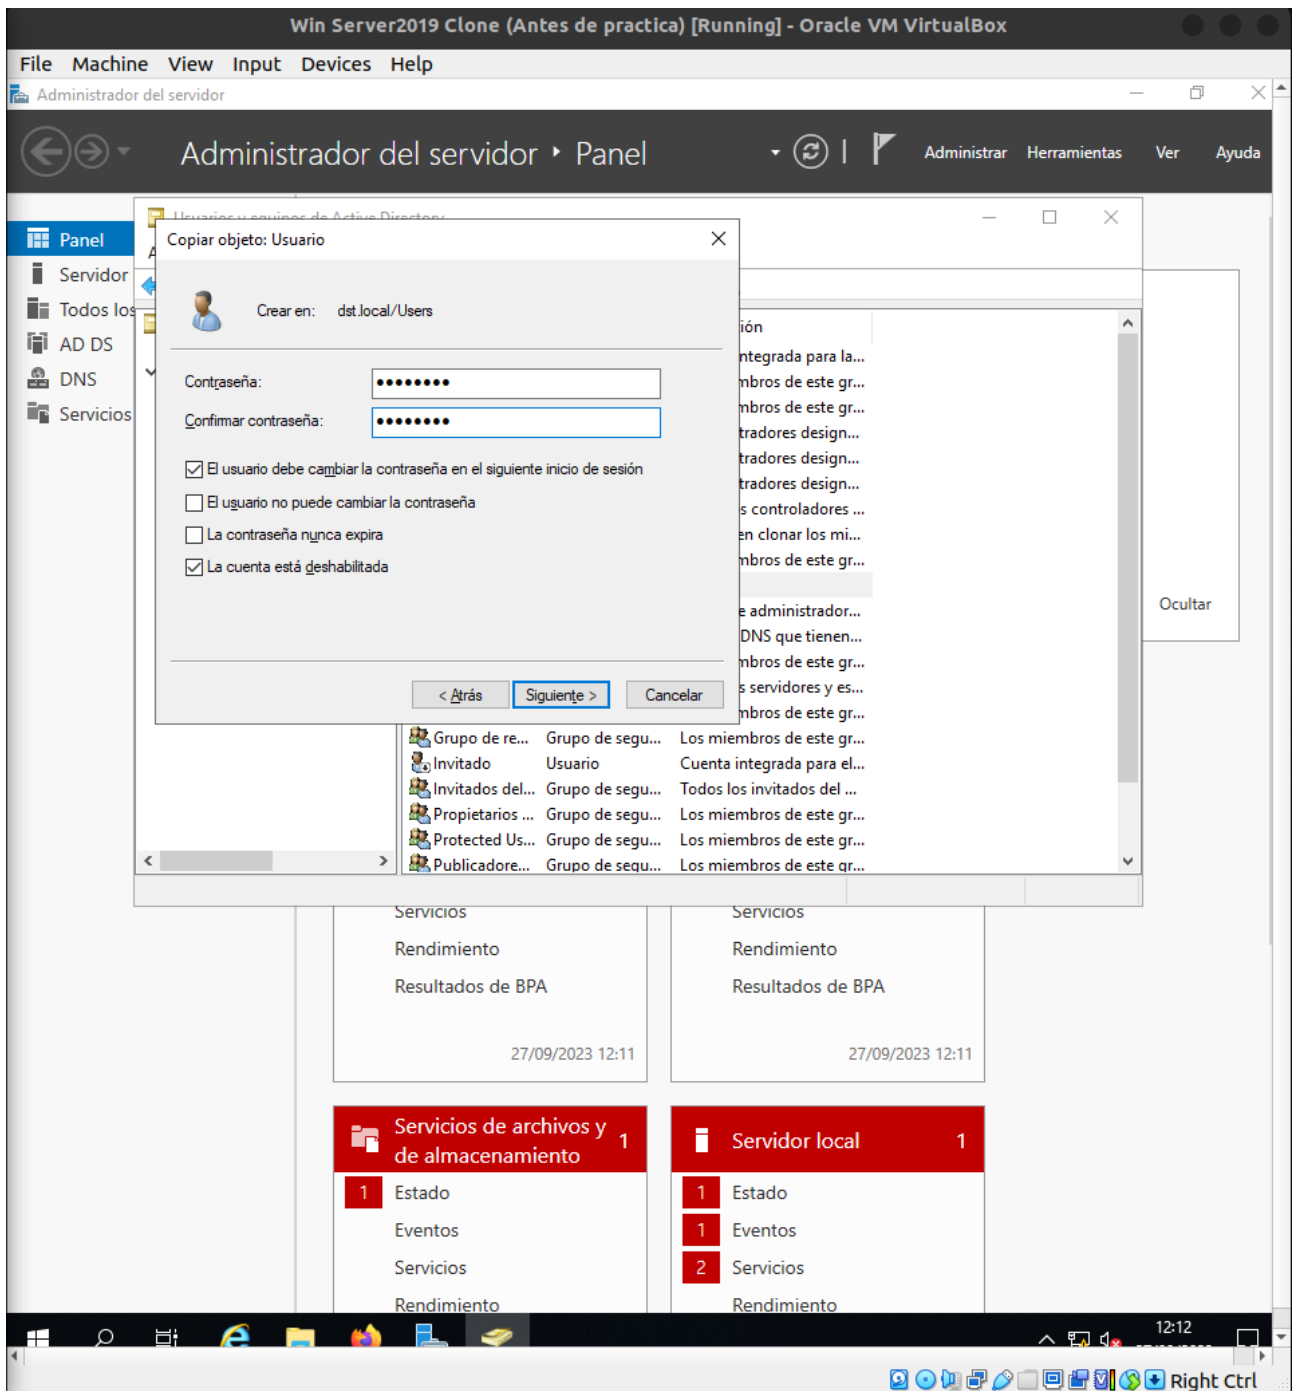 Win Server2019 Clone (Antes de practica) [Running] - Oracle VM VirtualBox
File Machine View Input Devices Help
Administrador del servidor
Administrador del servidor ‣ Panel
Administrar Herramientas Ver Ayuda
Usuarios y equipos de Active Directory
Panel
Servidor
Todos los
AD DS
DNS
Servicios
Copiar objeto: Usuario
Crear en: dst.local/Users
Contraseña: ••••••••
Confirmar contraseña: ••••••••
El usuario debe cambiar la contraseña en el siguiente inicio de sesión
El usuario no puede cambiar la contraseña
La contraseña nunca expira
La cuenta está deshabilitada
< Atrás Siguiente > Cancelar
ión
ntegrada para la...
mbros de este gr...
mbros de este gr...
tradores design...
tradores design...
tradores design...
s controladores ...
en clonar los mi...
mbros de este gr...
e administrador...
DNS que tienen...
mbros de este gr...
s servidores y es...
mbros de este gr...
Ocultar
Grupo de re... Grupo de segu... Los miembros de este gr...
Invitado Usuario Cuenta integrada para el...
Invitados del... Grupo de segu... Todos los invitados del ...
Propietarios ... Grupo de segu... Los miembros de este gr...
Protected Us... Grupo de segu... Los miembros de este gr...
Publicadore... Grupo de segu... Los miembros de este gr...
Servicios
Rendimiento
Resultados de BPA
27/09/2023 12:11
Servicios
Rendimiento
Resultados de BPA
27/09/2023 12:11
Servicios de archivos y
de almacenamiento 1
1 Estado
Eventos
Servicios
Rendimiento
Servidor local 1
1 Estado
1 Eventos
2 Servicios
Rendimiento
12:12
Right Ctrl